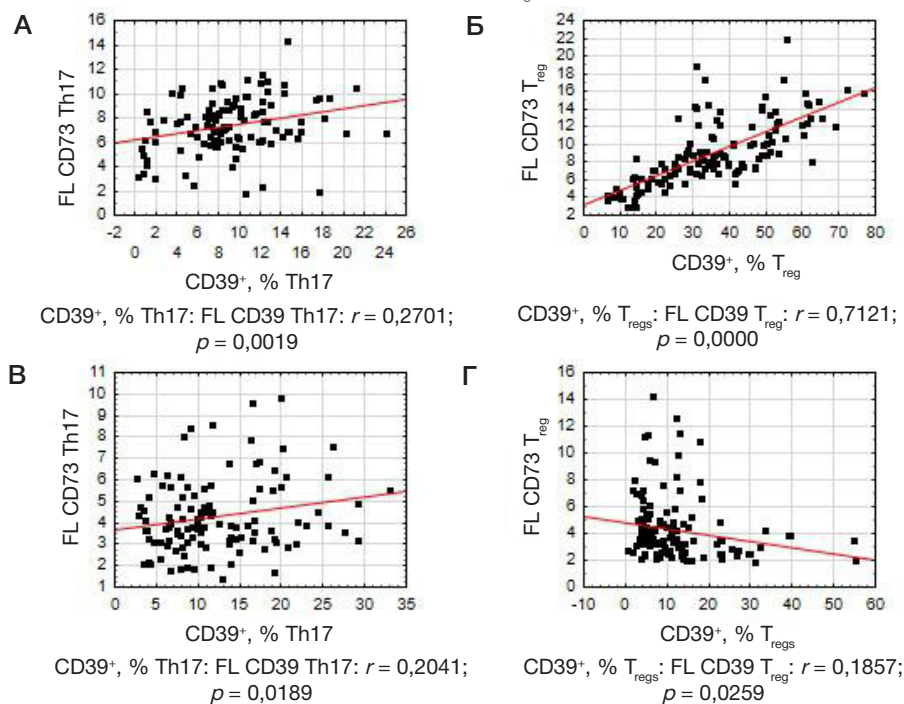 g
А
16
14
12
10
8
6
4
2
0
FL CD73 Th17
-2 2 6 10 14 18 22 26
0 4 8 12 16 20 24
CD39⁺, % Th17
CD39⁺, % Th17: FL CD39 Th17: r = 0,2701;
p = 0,0019
Б
24
22
20
18
16
14
12
10
8
6
4
2
FL CD73 Treg
0 10 20 30 40 50 60 70 80
CD39⁺, % Treg
CD39⁺, % Tregs: FL CD39 Treg: r = 0,7121;
p = 0,0000
В
11
10
9
8
7
6
5
4
3
2
1
FL CD73 Th17
0 5 10 15 20 25 30 35
CD39⁺, % Th17
CD39⁺, % Th17: FL CD39 Th17: r = 0,2041;
p = 0,0189
Г
16
14
12
10
8
6
4
2
0
FL CD73 Treg
-10 0 10 20 30 40 50 60
CD39⁺, % Tregs
CD39⁺, % Tregs: FL CD39 Treg: r = 0,1857;
p = 0,0259